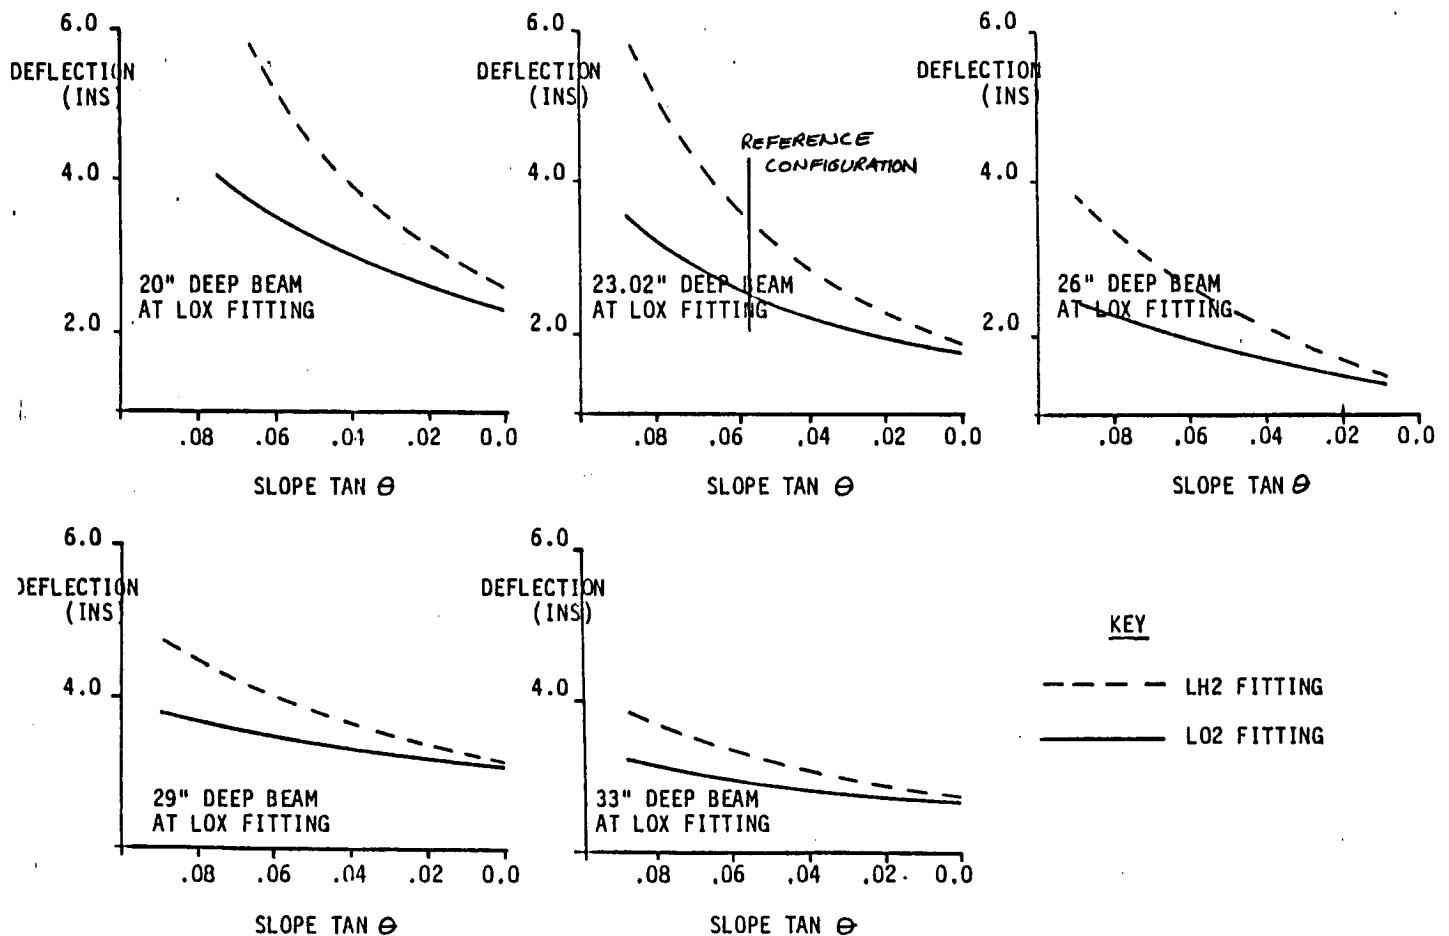 6.0
DEFLECTION
(INS)
4.0
2.0
20" DEEP BEAM
AT LOX FITTING
.08 .06 .04 .02 0.0
SLOPE TAN Θ
6.0
DEFLECTION
(INS)
4.0
2.0
REFERENCE
CONFIGURATION
23.02" DEEP BEAM
AT LOX FITTING
.08 .06 .04 .02 0.0
SLOPE TAN Θ
6.0
DEFLECTION
(INS)
4.0
2.0
26" DEEP BEAM
AT LOX FITTING
.08 .06 .04 .02 0.0
SLOPE TAN Θ
6.0
DEFLECTION
(INS)
4.0
29" DEEP BEAM
AT LOX FITTING
.08 .06 .04 .02 0.0
SLOPE TAN Θ
6.0
DEFLECTION
(INS)
4.0
33" DEEP BEAM
AT LOX FITTING
.08 .06 .04 .02 0.0
SLOPE TAN Θ
KEY
LH2 FITTING
LO2 FITTING